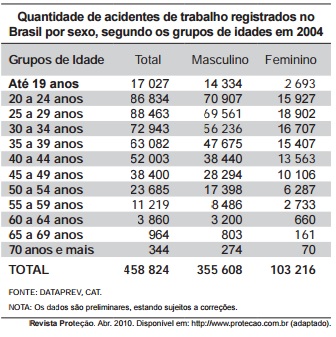 Quantidade de acidentes de trabalho registrados no
Brasil por sexo, segundo os grupos de idades em 2004
Grupos de Idade Total Masculino Feminino
Até 19 anos 17 027 14 334 2 693
20 a 24 anos 86 834 70 907 15 927
25 a 29 anos 88 463 69 561 18 902
30 a 34 anos 72 943 56 236 16 707
35 a 39 anos 63 082 47 675 15 407
40 a 44 anos 52 003 38 440 13 563
45 a 49 anos 38 400 28 294 10 106
50 a 54 anos 23 685 17 398 6 287
55 a 59 anos 11 219 8 486 2 733
60 a 64 anos 3 860 3 200 660
65 a 69 anos 964 803 161
70 anos e mais 344 274 70
TOTAL 458 824 355 608 103 216
FONTE: DATAPREV, CAT.
NOTA: Os dados são preliminares, estando sujeitos a correções.
Revista Proteção. Abr. 2010. Disponível em: http://www.protecao.com.br (adaptado).